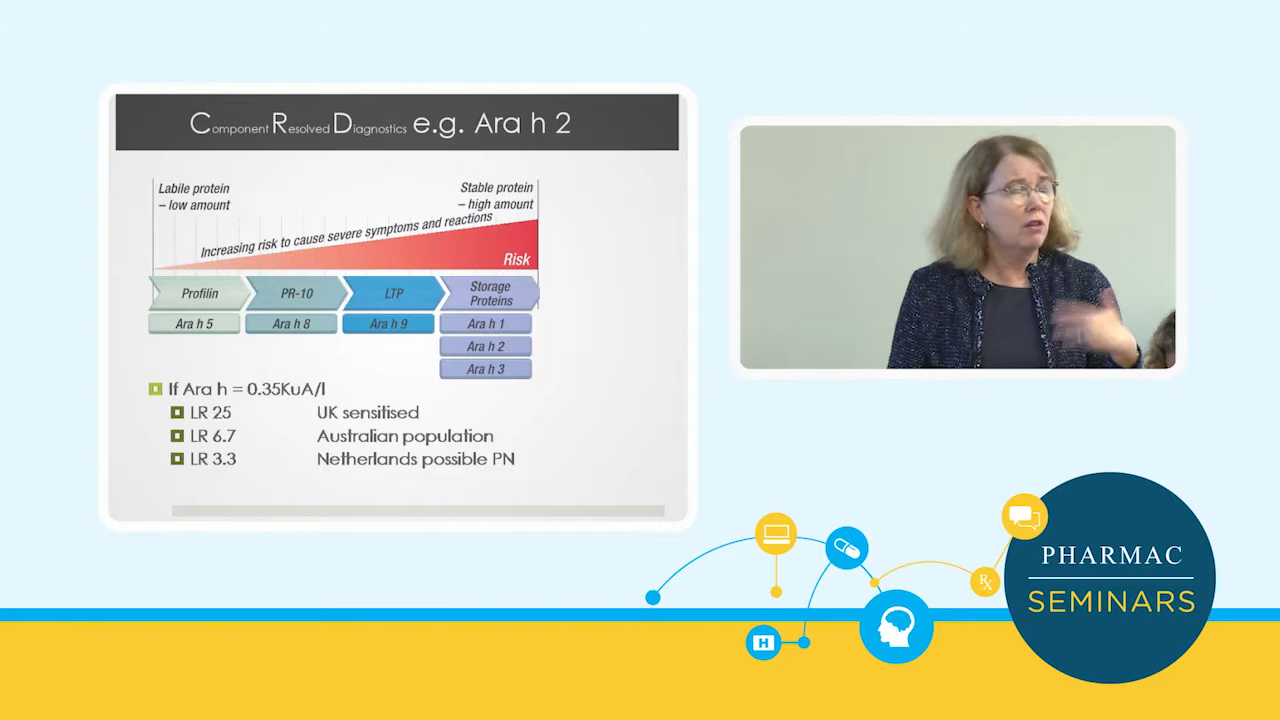 Component Resolved Diagnostics e.g. Ara h 2
Labile protein
– low amount
Stable protein
– high amount
Increasing risk to cause severe symptoms and reactions
Risk
Profilin
PR-10
LTP
Storage
Proteins
Ara h 5
Ara h 8
Ara h 9
Ara h 1
Ara h 2
Ara h 3
If Ara h = 0.35KuA/l
LR 25 UK sensitised
LR 6.7 Australian population
LR 3.3 Netherlands possible PN
PHARMAC
SEMINARS
Rx
H